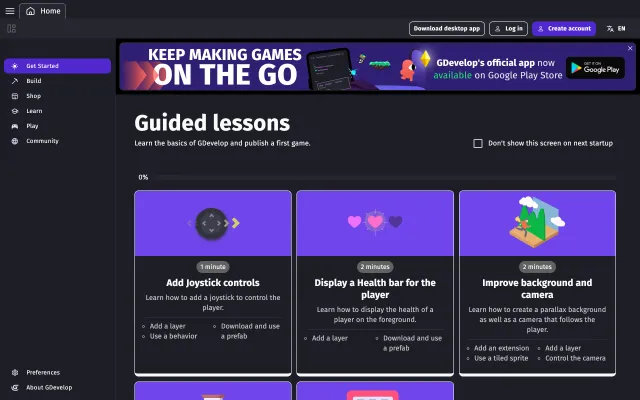 Home
Download desktop app
Log in
Create account
EN
Get Started
Build
Shop
Learn
Play
Community
Preferences
About GDevelop
KEEP MAKING GAMES
ON THE GO
GDevelop's official app now
available on Google Play Store
GET IT ON
Google Play
Guided lessons
Learn the basics of GDevelop and publish a first game.
Don't show this screen on next startup
0%
1 minute
Add Joystick controls
Learn how to add a joystick to control the
player.
Add a layer
Use a behavior
Download and use
a prefab
2 minutes
Display a Health bar for the
player
Learn how to display the health of a
player on the foreground.
Add a layer
Download and use
a prefab
2 minutes
Improve background and
camera
Learn how to create a parallax background
as well as a camera that follows the
player.
Add an extension
Use a tiled sprite
Add a layer
Control the camera